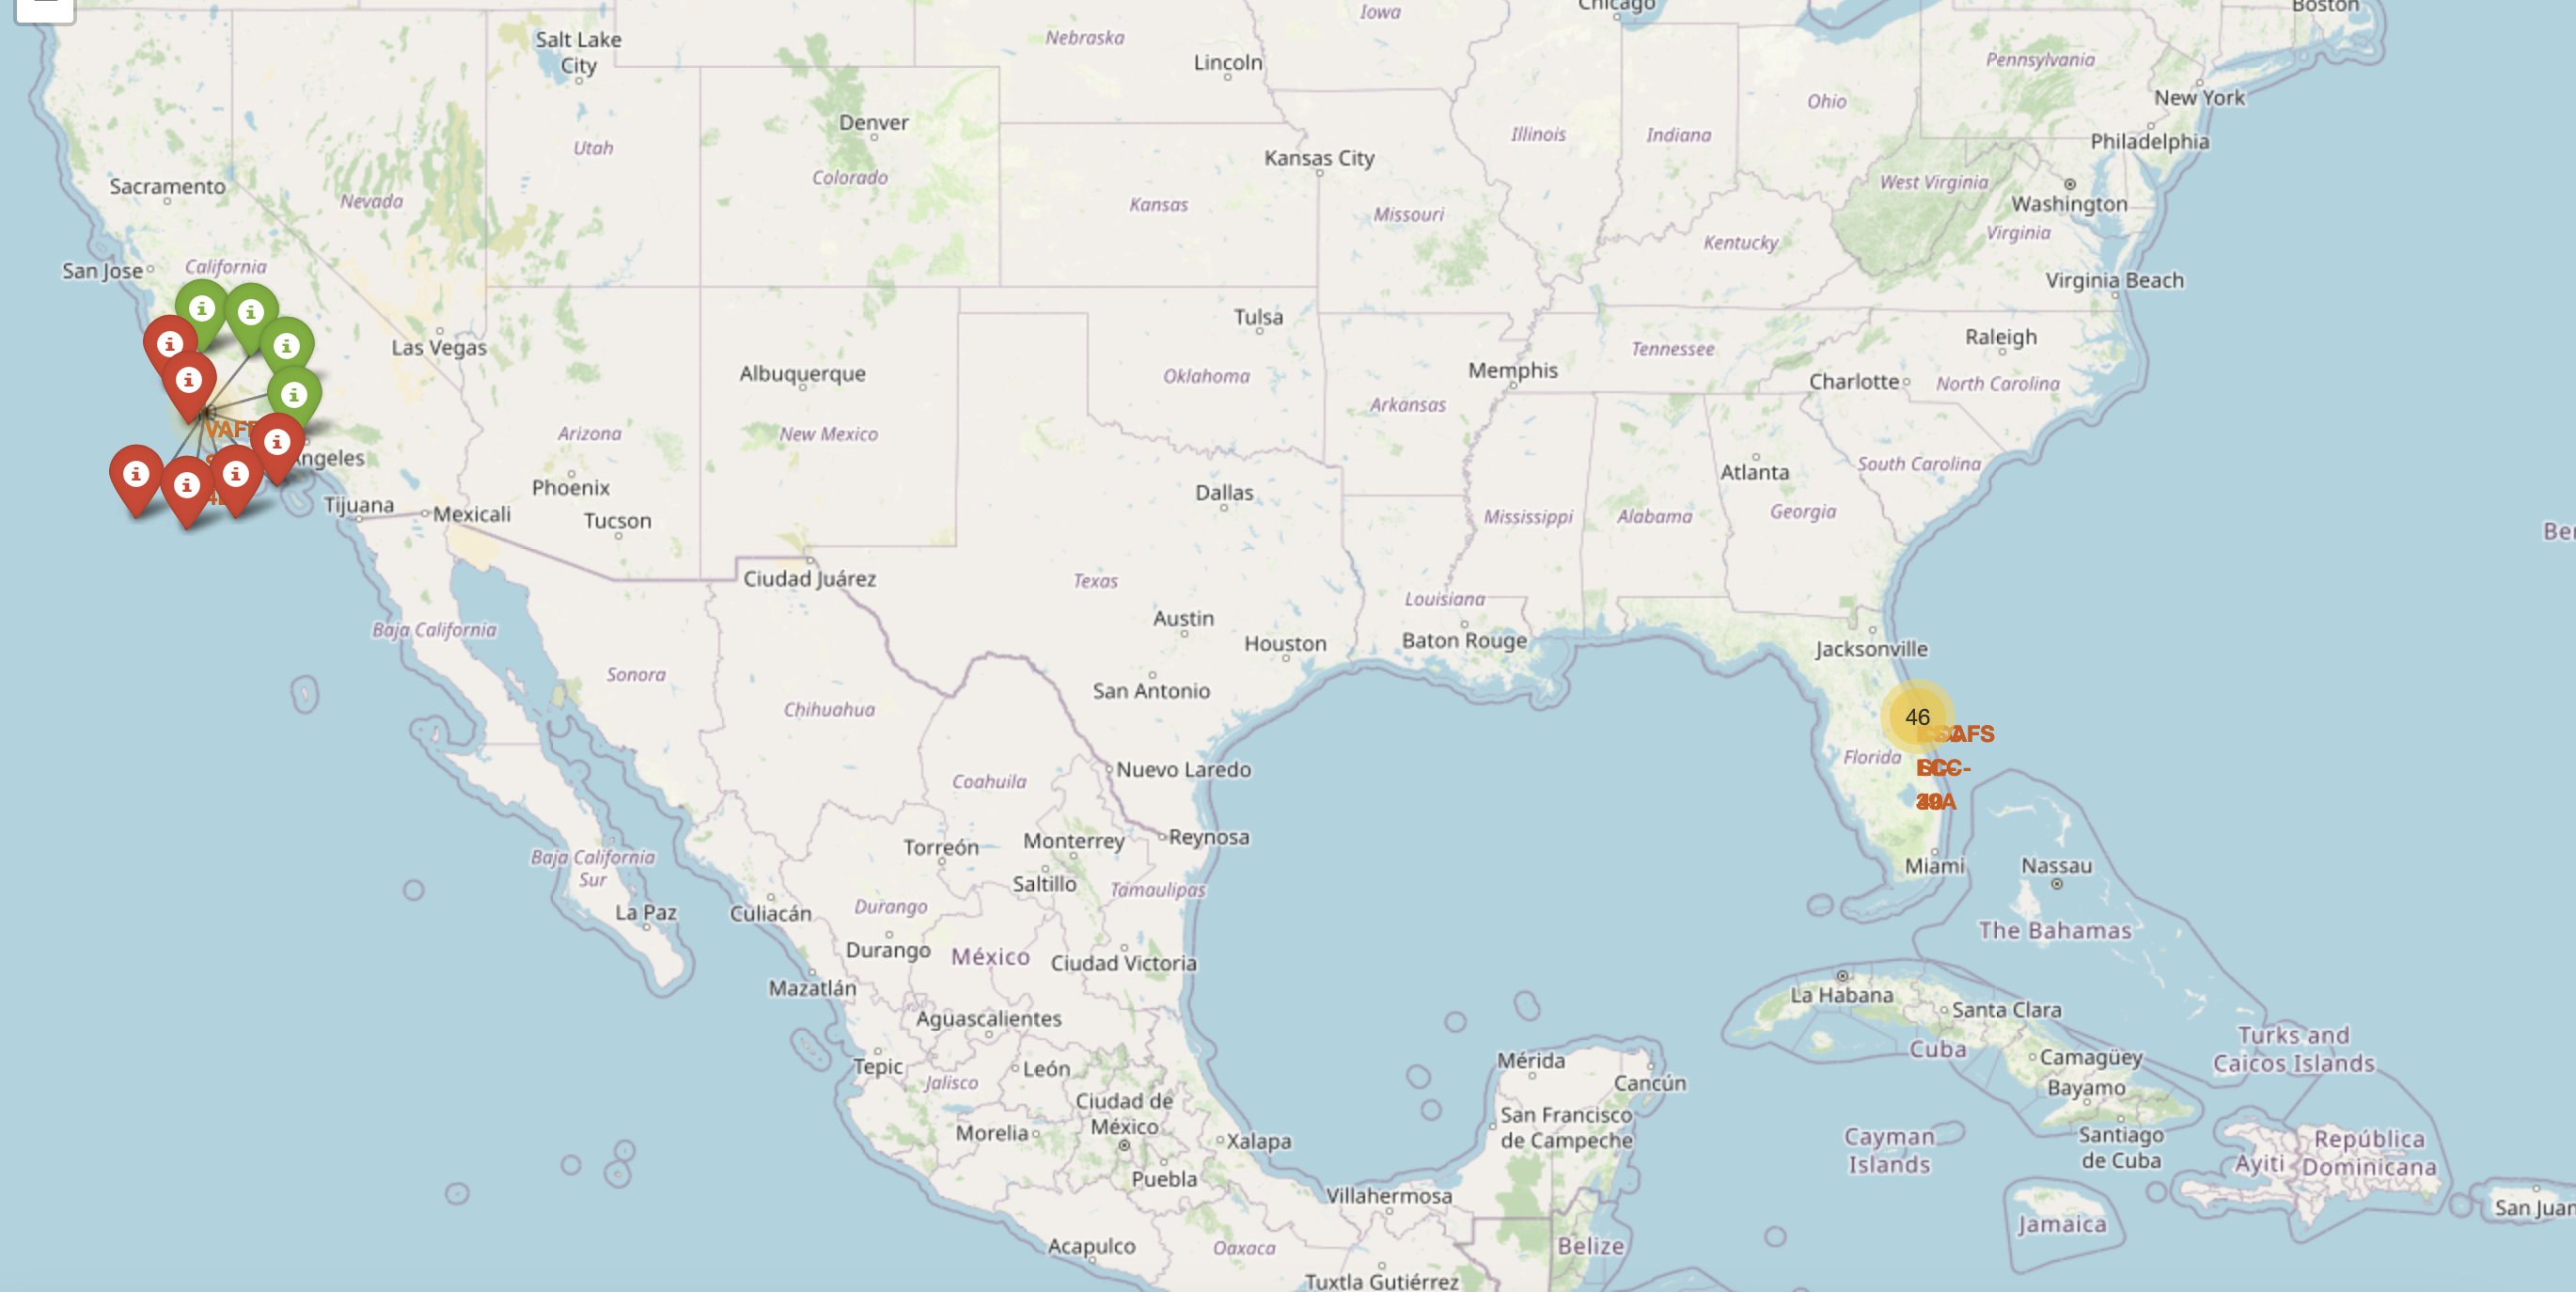 Chicago
Boston
Iowa
Nebraska
Salt Lake
City
Lincoln
Pennsylvania
New York
Ohio
Denver
Utah
Illinois
Indiana
Philadelphia
Kansas City
Colorado
Sacramento
Nevada
Kansas
Missouri
West Virginia
Washington
Virginia
Kentucky
San Jose
California
Virginia Beach
Tulsa
Raleigh
Las Vegas
Tennessee
Albuquerque
Oklahoma
Memphis
Charlotte
North Carolina
Arkansas
Arizona
New Mexico
Angeles
South Carolina
Atlanta
Phoenix
Dallas
Tijuana
Mexicali
Tucson
Mississippi
Alabama
Georgia
Ciudad Juárez
Texas
Louisiana
Austin
Baja California
Houston
Baton Rouge
Jacksonville
Sonora
San Antonio
Chihuahua
46
Florida
Nuevo Laredo
Coahuila
Reynosa
Torreón
Monterrey
Baja California
Sur
Saltillo
Tamaulipas
Miami
Nassau
La Paz
Culiacán
Durango
The Bahamas
Durango
México
Ciudad Victoria
Mazatlán
La Habana
Santa Clara
Aguascalientes
Turks and
Caicos Islands
Cuba
Camagüey
Tepic
León
Mérida
Jalisco
Cancún
Bayamo
Ciudad de
México
San Francisco
de Campeche
Morelia
Xalapa
Cayman
Islands
Santiago
de Cuba
República
Dominicana
Ayiti
Puebla
Villahermosa
San Juan
Jamaica
Acapulco
Oaxaca
Belize
Tuxtla Gutiérrez